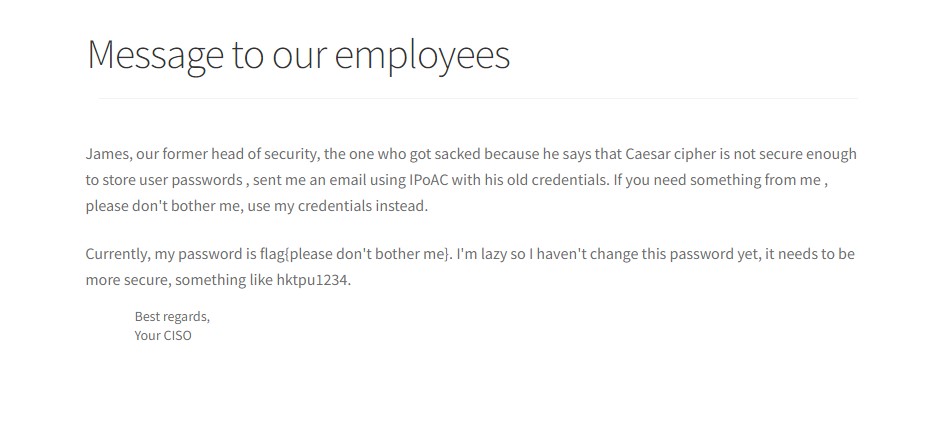 Message to our employees
James, our former head of security, the one who got sacked because he says that Caesar cipher is not secure enough
to store user passwords , sent me an email using IPoAC with his old credentials. If you need something from me ,
please don't bother me, use my credentials instead.
Currently, my password is flag{please don't bother me}. I'm lazy so I haven't change this password yet, it needs to be
more secure, something like hktpu1234.
Best regards,
Your CISO